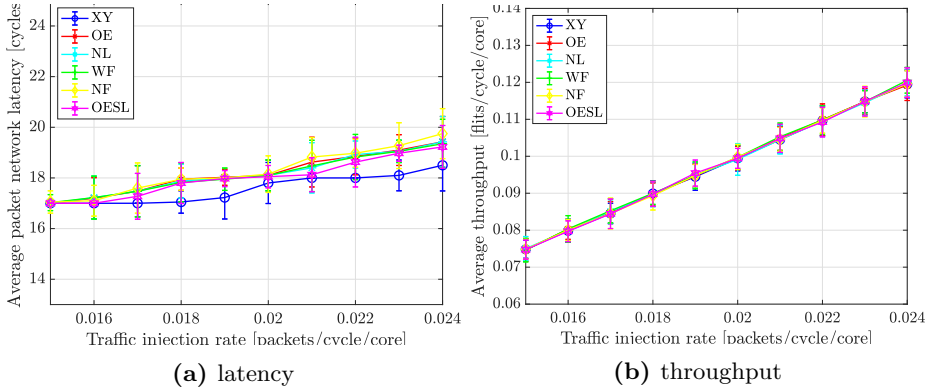 Average packet network latency [cycles]
24
22
20
18
16
14
XY
OE
NL
WF
NF
OESL
0.016
0.018
0.02
0.022
0.024
Traffic injection rate [packets/cycle/core]
(a) latency
Average throughput [flits/cycle/core]
0.14
0.13
0.12
0.11
0.1
0.09
0.08
0.07
0.06
XY
OE
NL
WF
NF
OESL
0.016
0.018
0.02
0.022
0.024
Traffic injection rate [packets/cycle/core]
(b) throughput